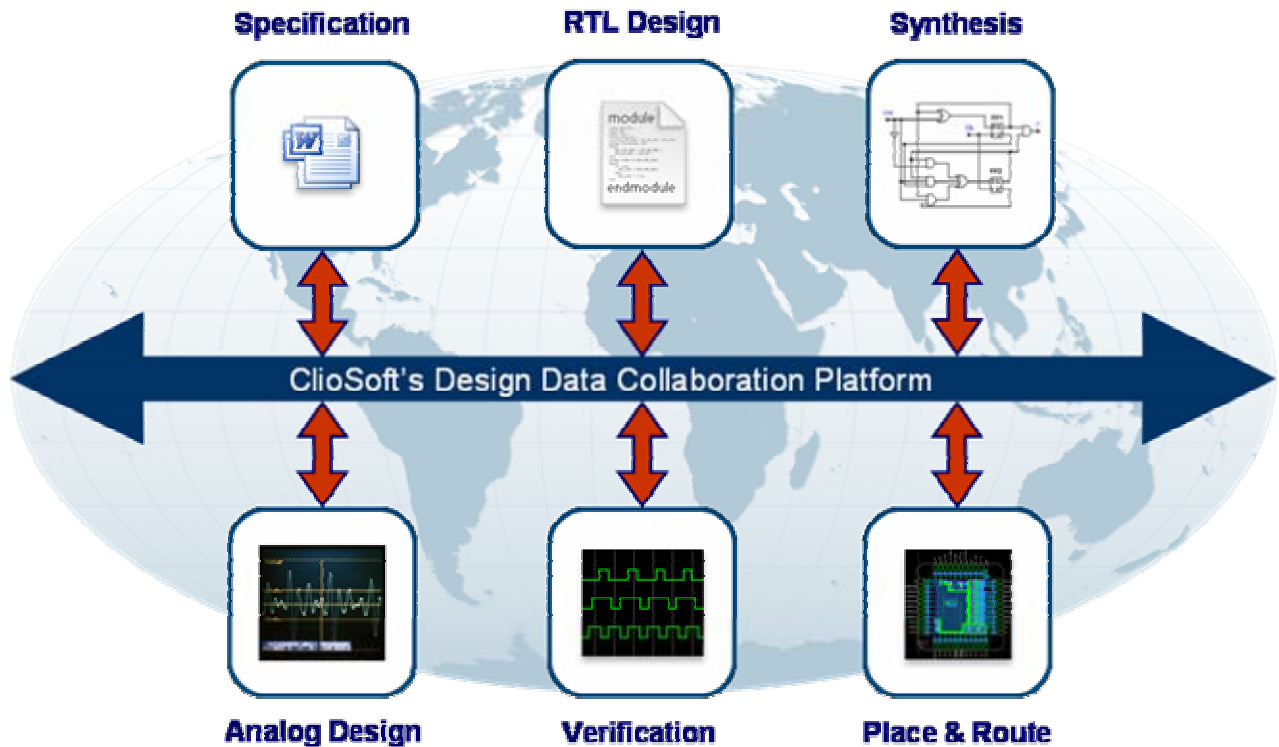 Specification
RTL Design
Synthesis
W
module
endmodule
ClioSoft's Design Data Collaboration Platform
Analog Design
Verification
Place & Route